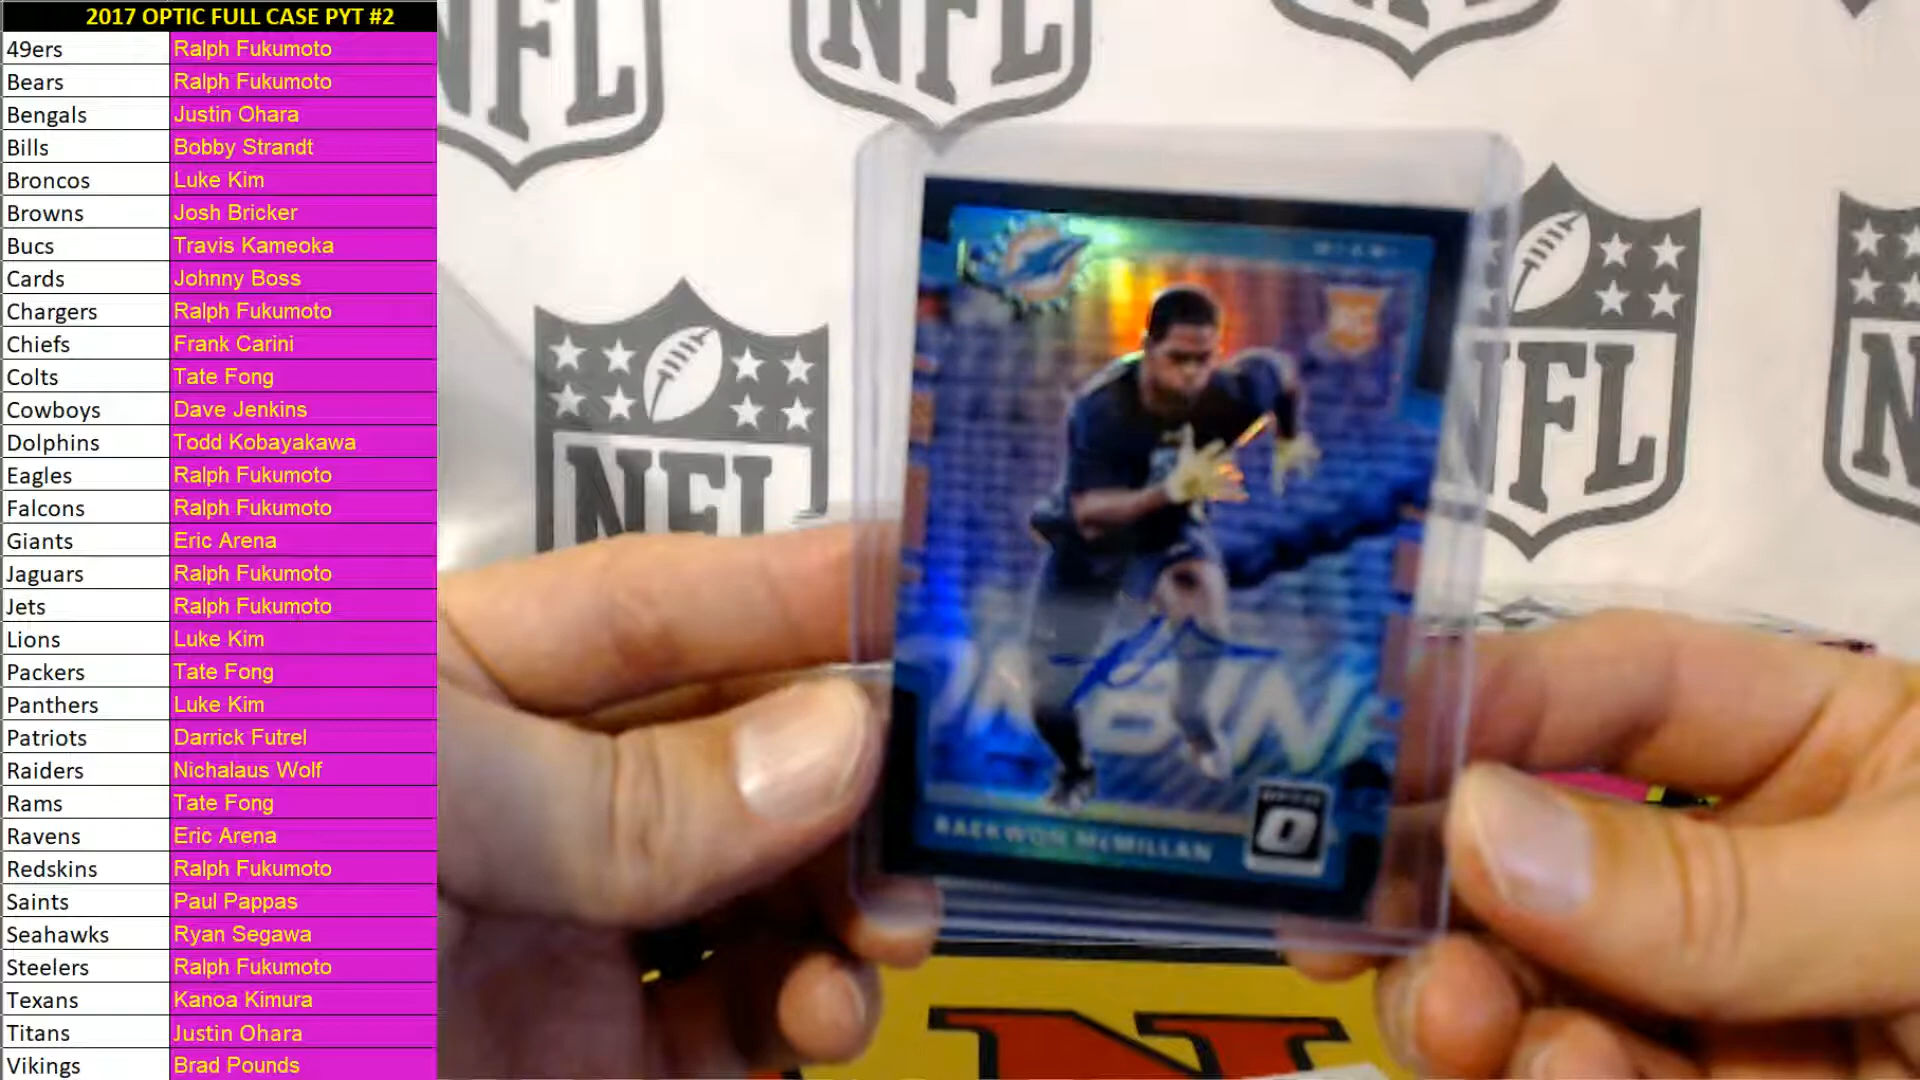 2017 OPTIC FULL CASE PYT #2
49ers Ralph Fukumoto
Bears Ralph Fukumoto
Bengals Justin Ohara
Bills Bobby Strandt
Broncos Luke Kim
Browns Josh Bricker
Bucs Travis Kameoka
Cards Johnny Boss
Chargers Ralph Fukumoto
Chiefs Frank Carini
Colts Tate Fong
Cowboys Dave Jenkins
Dolphins Todd Kobayakawa
Eagles Ralph Fukumoto
Falcons Ralph Fukumoto
Giants Eric Arena
Jaguars Ralph Fukumoto
Jets Ralph Fukumoto
Lions Luke Kim
Packers Tate Fong
Panthers Luke Kim
Patriots Darrick Futrel
Raiders Nichalaus Wolf
Rams Tate Fong
Ravens Eric Arena
Redskins Ralph Fukumoto
Saints Paul Pappas
Seahawks Ryan Segawa
Steelers Ralph Fukumoto
Texans Kanoa Kimura
Titans Justin Ohara
Vikings Brad Pounds
NFL
NFL
NFL
NFL
RC
RAEKWON McMILLAN
OPTIC
O